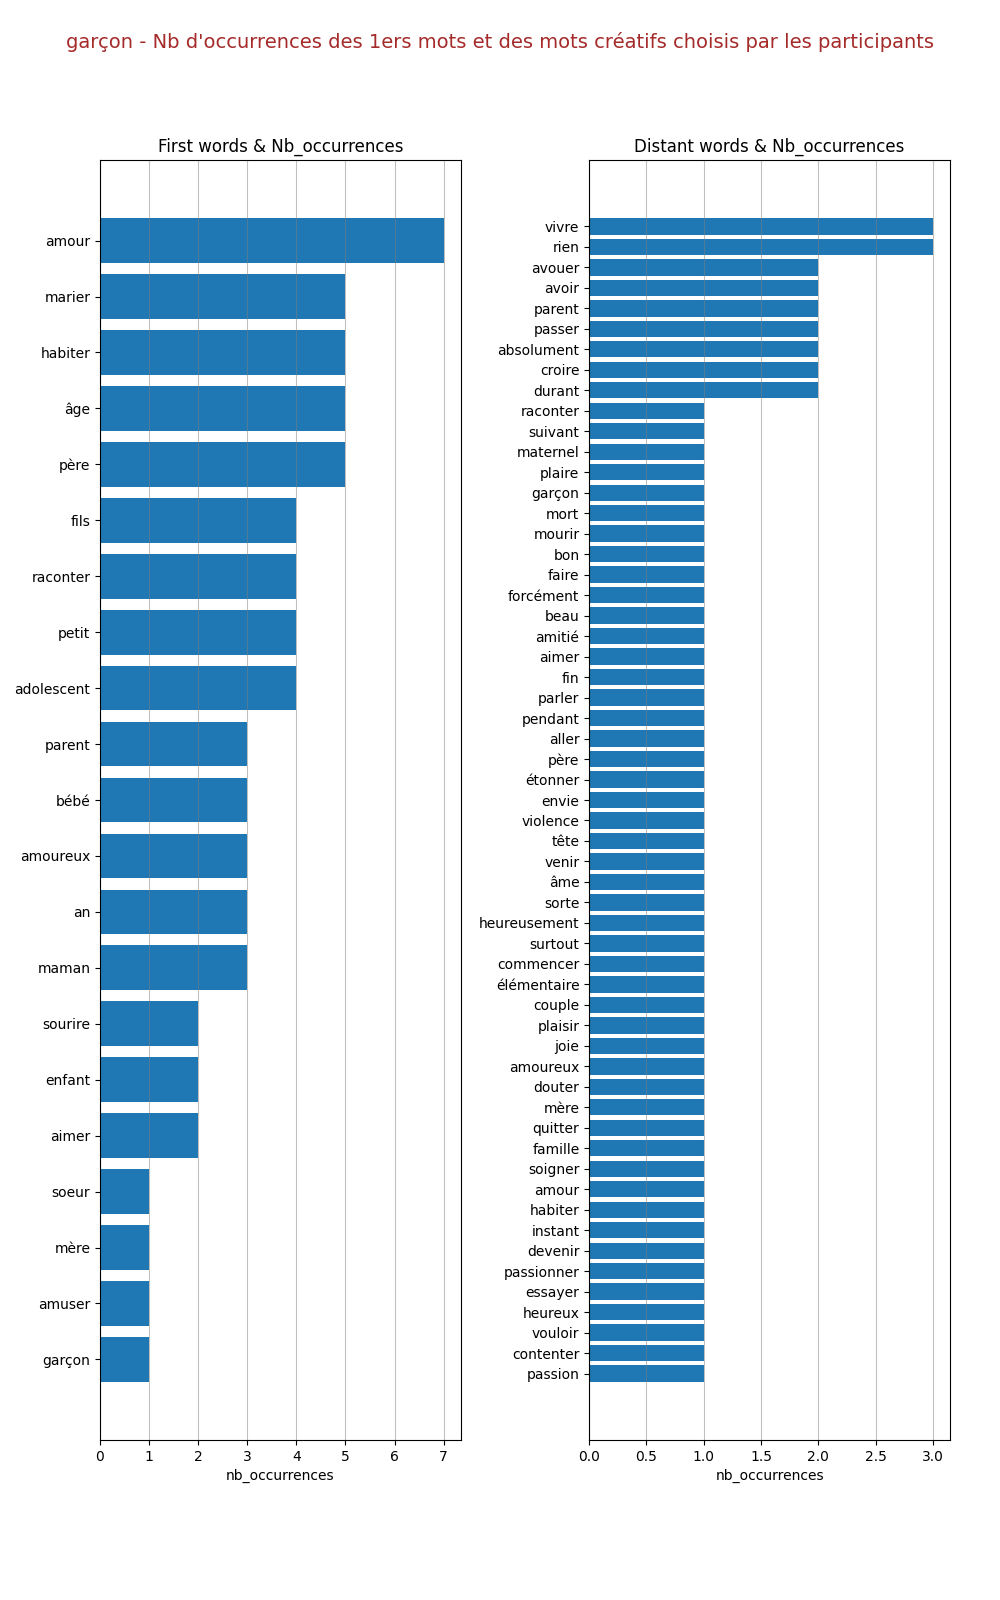 garçon - Nb d'occurrences des 1ers mots et des mots créatifs choisis par les participants
First words & Nb_occurrences
amour
marier
habiter
âge
père
fils
raconter
petit
adolescent
parent
bébé
amoureux
an
maman
sourire
enfant
aimer
soeur
mère
amuser
garçon
0 1 2 3 4 5 6 7
nb_occurrences
Distant words & Nb_occurrences
vivre
rien
avouer
avoir
parent
passer
absolument
croire
durant
raconter
suivant
maternel
plaire
garçon
mort
mourir
bon
faire
forcément
beau
amitié
aimer
fin
parler
pendant
aller
père
étonner
envie
violence
tête
venir
âme
sorte
heureusement
surtout
commencer
élémentaire
couple
plaisir
joie
amoureux
douter
mère
quitter
famille
soigner
amour
habiter
instant
devenir
passionner
essayer
heureux
vouloir
contenter
passion
0.0 0.5 1.0 1.5 2.0 2.5 3.0
nb_occurrences